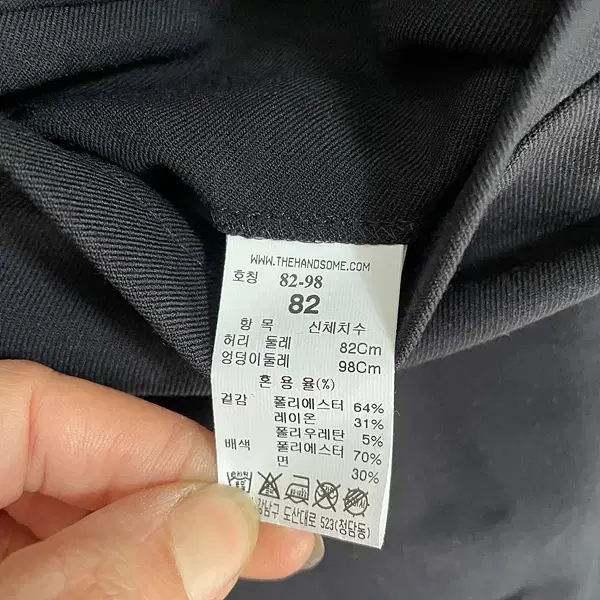 WWW.THEHANDSOME.COM
호칭 82-98
82
항 목 신체치수
허리 둘레 82Cm
엉덩이둘레 98Cm
혼 용 율(%)
겉감 폴리에스터 64%
레이온 31%
폴리우레탄 5%
배색 폴리에스터 70%
면 30%
강남구 도산대로 523(청담동)